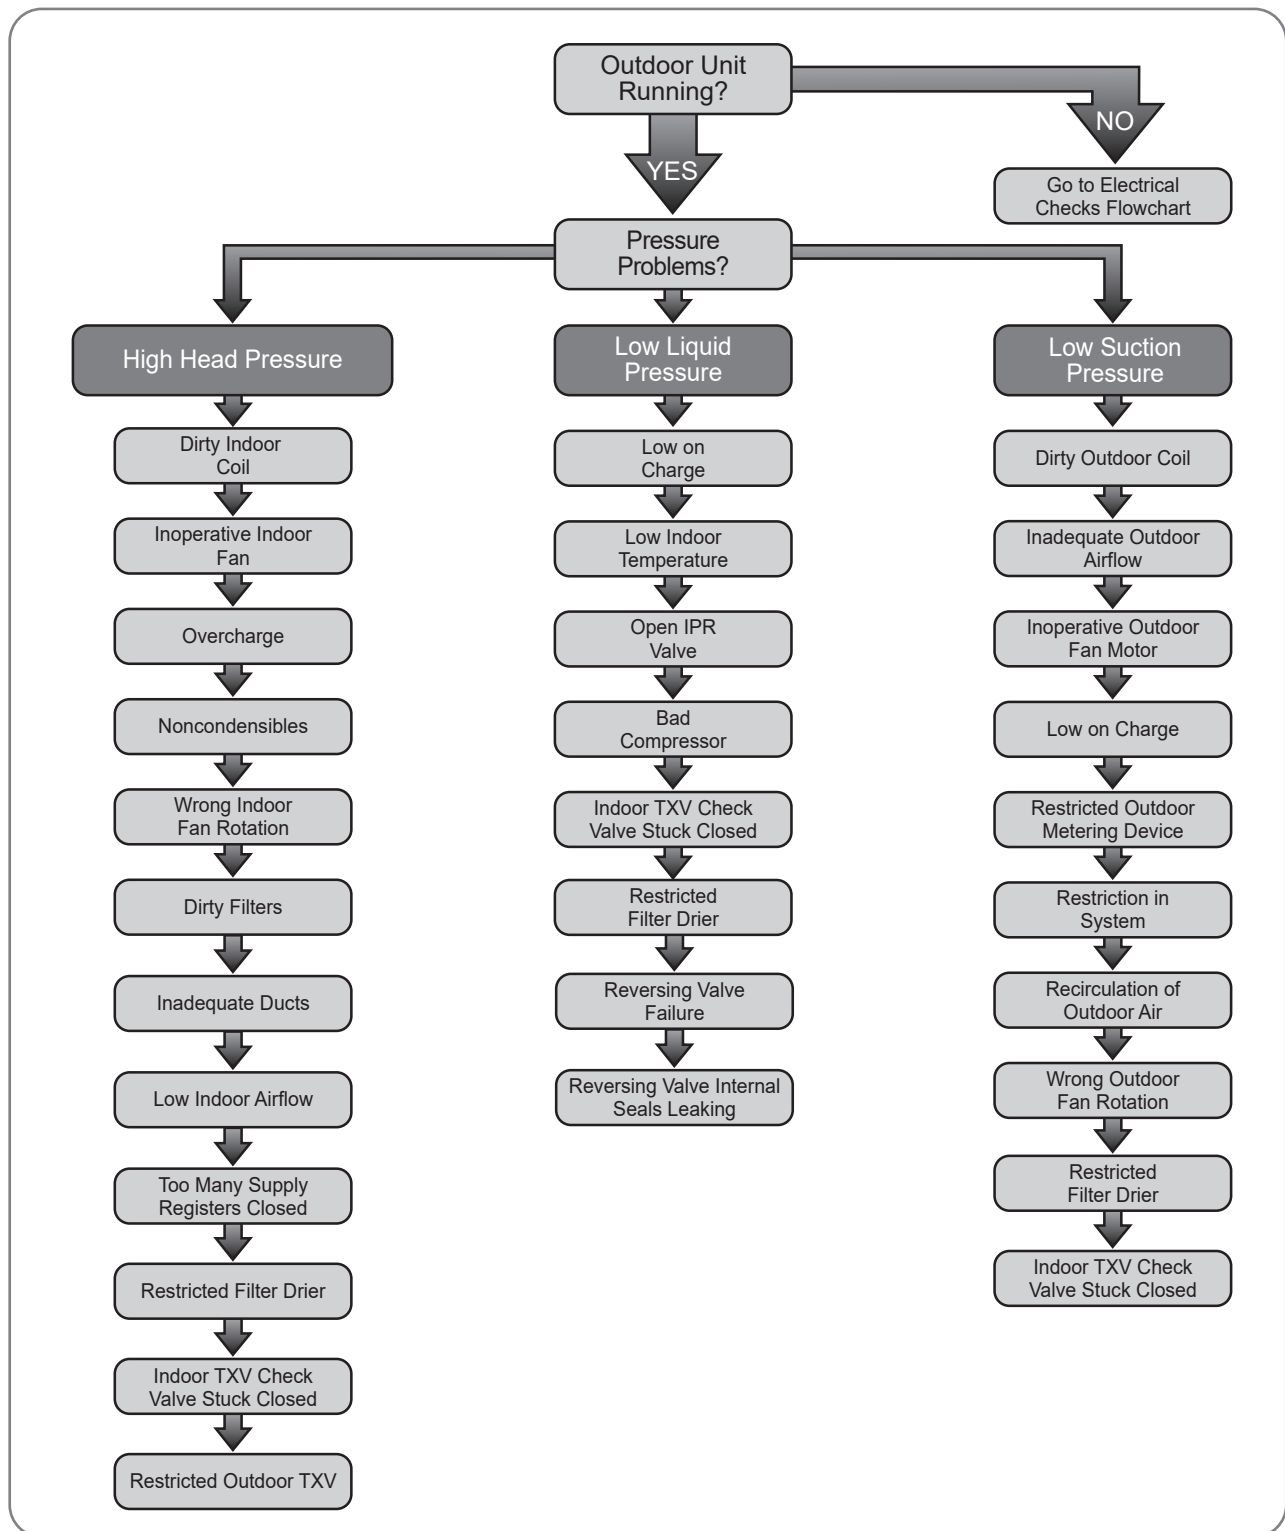 Outdoor Unit
Running?
NO
YES
Go to Electrical
Checks Flowchart
Pressure
Problems?
High Head Pressure
Dirty Indoor
Coil
Inoperative Indoor
Fan
Overcharge
Noncondensibles
Wrong Indoor
Fan Rotation
Dirty Filters
Inadequate Ducts
Low Indoor Airflow
Too Many Supply
Registers Closed
Restricted Filter Drier
Indoor TXV Check
Valve Stuck Closed
Restricted Outdoor TXV
Low Liquid
Pressure
Low on
Charge
Low Indoor
Temperature
Open IPR
Valve
Bad
Compressor
Indoor TXV Check
Valve Stuck Closed
Restricted
Filter Drier
Reversing Valve
Failure
Reversing Valve Internal
Seals Leaking
Low Suction
Pressure
Dirty Outdoor Coil
Inadequate Outdoor
Airflow
Inoperative Outdoor
Fan Motor
Low on Charge
Restricted Outdoor
Metering Device
Restriction in
System
Recirculation of
Outdoor Air
Wrong Outdoor
Fan Rotation
Restricted
Filter Drier
Indoor TXV Check
Valve Stuck Closed